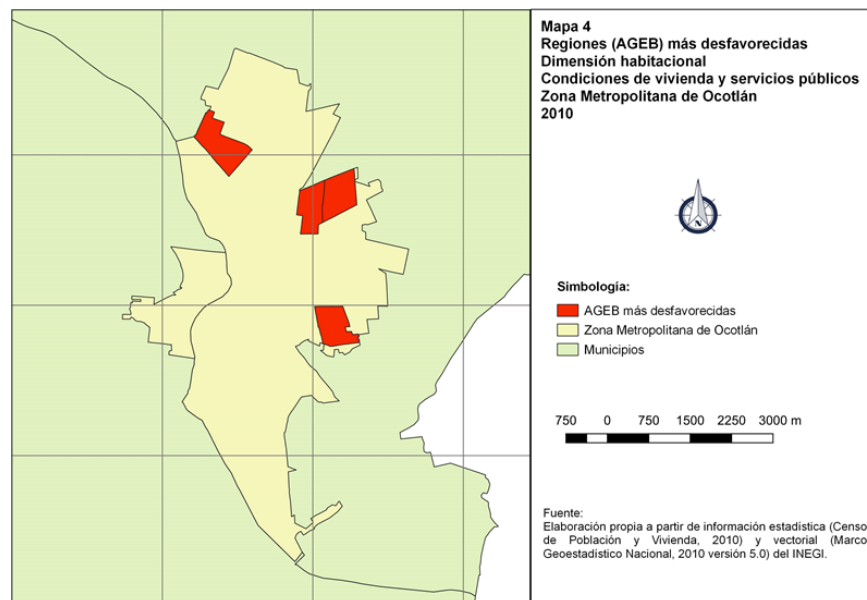 Mapa 4
Regiones (AGEB) más desfavorecidas
Dimensión habitacional
Condiciones de vivienda y servicios públicos
Zona Metropolitana de Ocotlán
2010
N
Simbología:
AGEB más desfavorecidas
Zona Metropolitana de Ocotlán
Municipios
750 0 750 1500 2250 3000 m
Fuente:
Elaboración propia a partir de información estadística (Censo
de Población y Vivienda, 2010) y vectorial (Marco
Geoestadístico Nacional, 2010 versión 5.0) del INEGI.